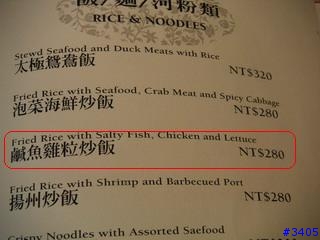 飯/麵/河粉類
RICE & NOODLES
Stewd Seafood and Duck Meats with Rice
太極鴛鴦飯 NT$320
Fried Rice with Seafood, Crab Meat and Spicy Cabbage
泡菜海鮮炒飯 NT$280
Fried Rice with Salty Fish, Chicken and Lettuce
鹹魚雞粒炒飯 NT$280
Fried Rice with Shrimp and Barbecued Port
揚州炒飯 NT$280
Crispy Noodles with Assorted Saefood
#3405